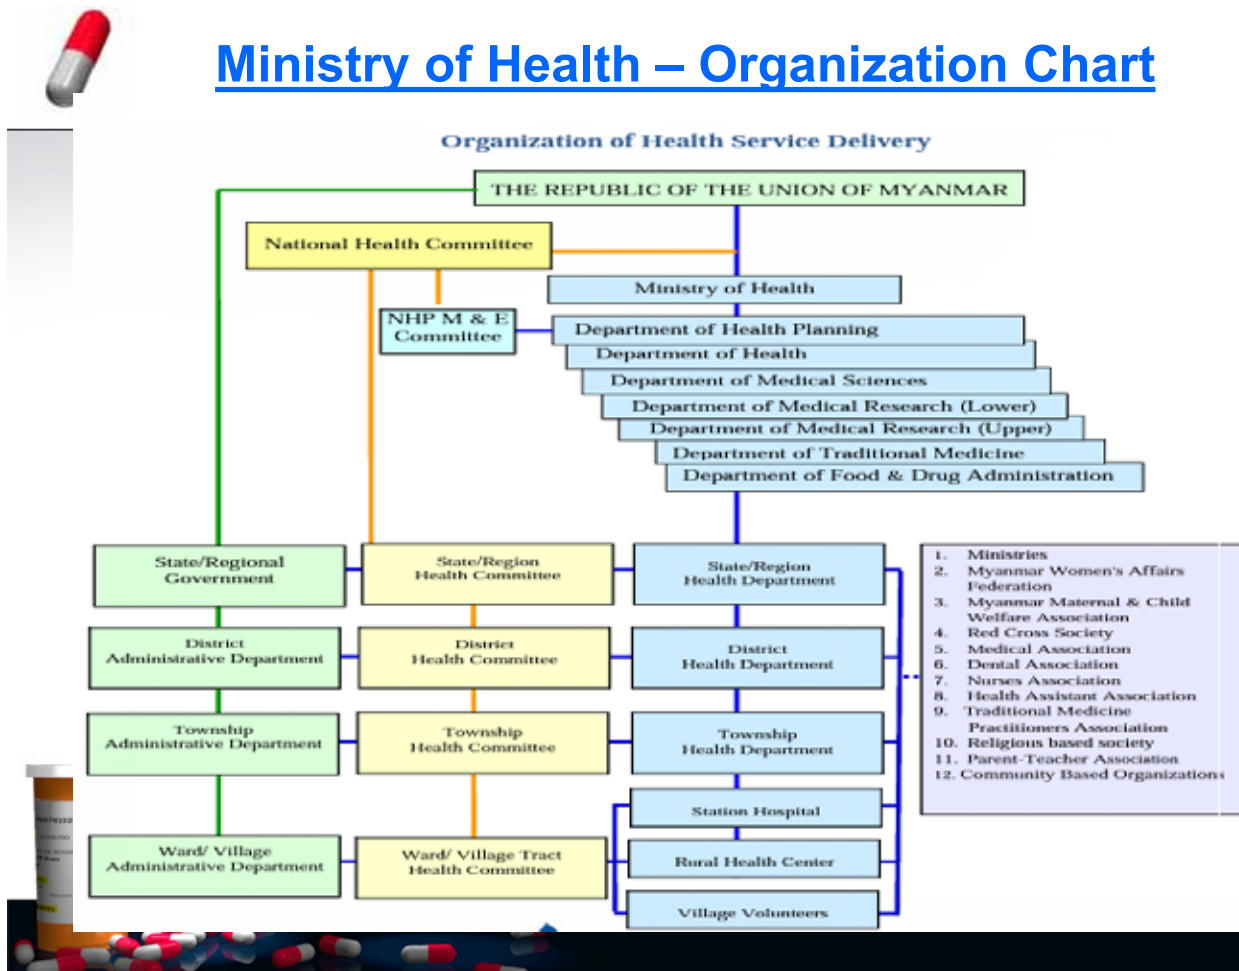 Ministry of Health – Organization Chart
Organization of Health Service Delivery
THE REPUBLIC OF THE UNION OF MYANMAR
National Health Committee
Ministry of Health
NHP M & E
Committee
Department of Health Planning
Department of Health
Department of Medical Sciences
Department of Medical Research (Lower)
Department of Medical Research (Upper)
Department of Traditional Medicine
Department of Food & Drug Administration
State/Regional
Government
State/Region
Health Committee
State/Region
Health Department
District
Administrative Department
District
Health Committee
District
Health Department
Township
Administrative Department
Township
Health Committee
Township
Health Department
Station Hospital
Ward/ Village
Administrative Department
Ward/ Village Tract
Health Committee
Rural Health Center
Village Volunteers
1. Ministries
2. Myanmar Women's Affairs
Federation
3. Myanmar Maternal & Child
Welfare Association
4. Red Cross Society
5. Medical Association
6. Dental Association
7. Nurses Association
8. Health Assistant Association
9. Traditional Medicine
Practitioners Association
10. Religious based society
11. Parent-Teacher Association
12. Community Based Organizations